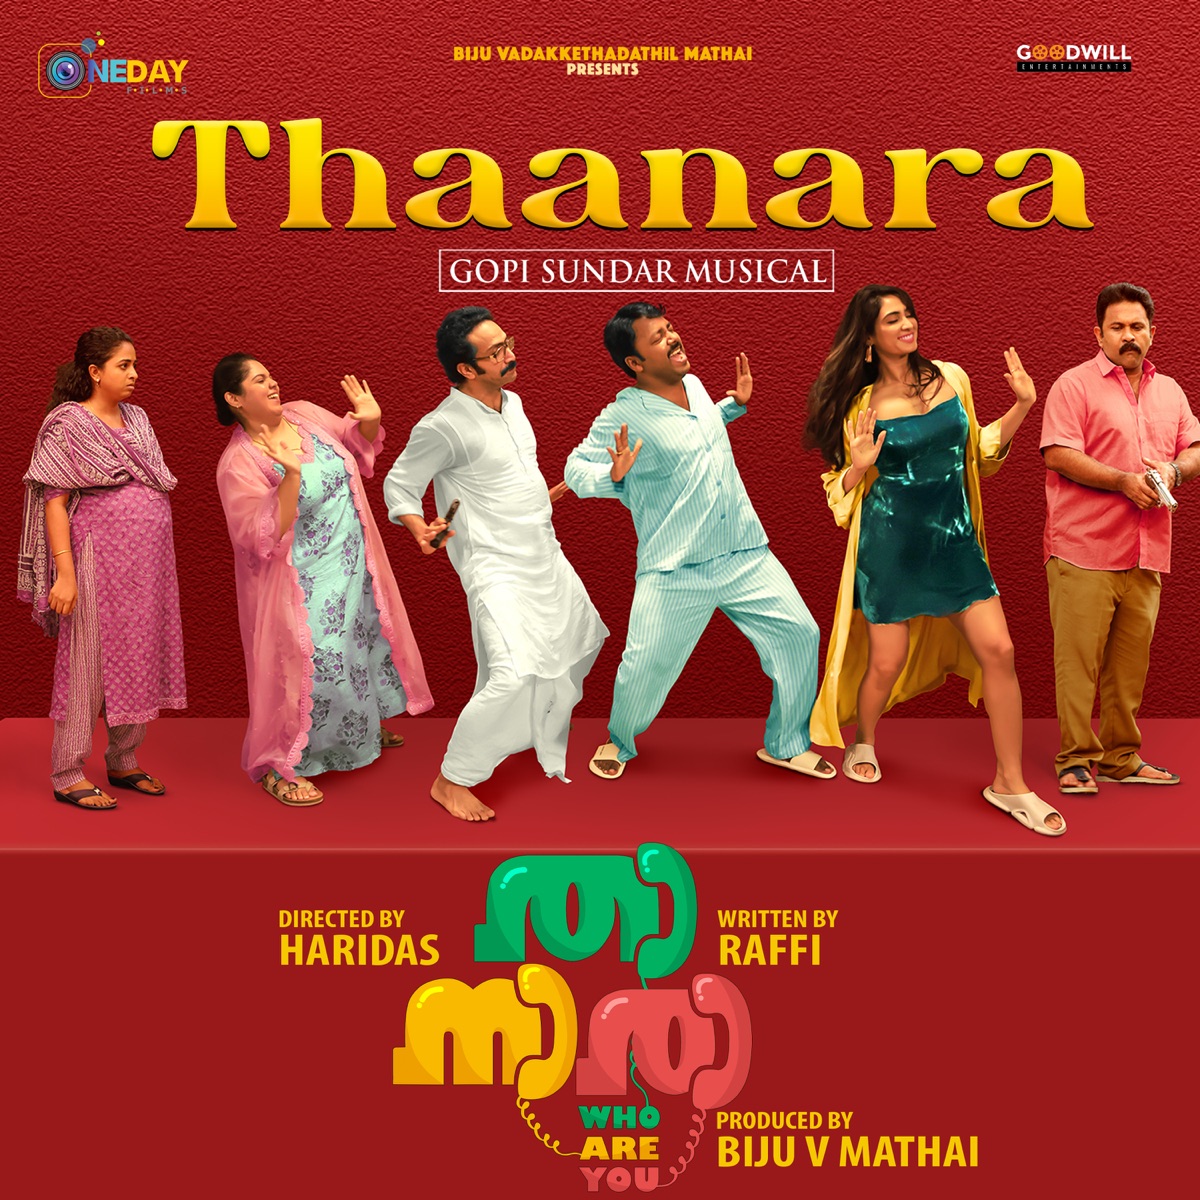 ONEDAY
FILMS
BIJU VADAKKETHADATHIL MATHAI
PRESENTS
GOODWILL
ENTERTAINMENTS
Thaanara
GOPI SUNDAR MUSICAL
DIRECTED BY
HARIDAS
താ
നാരാ
WRITTEN BY
RAFFI
WHO
ARE
YOU
PRODUCED BY
BIJU V MATHAI